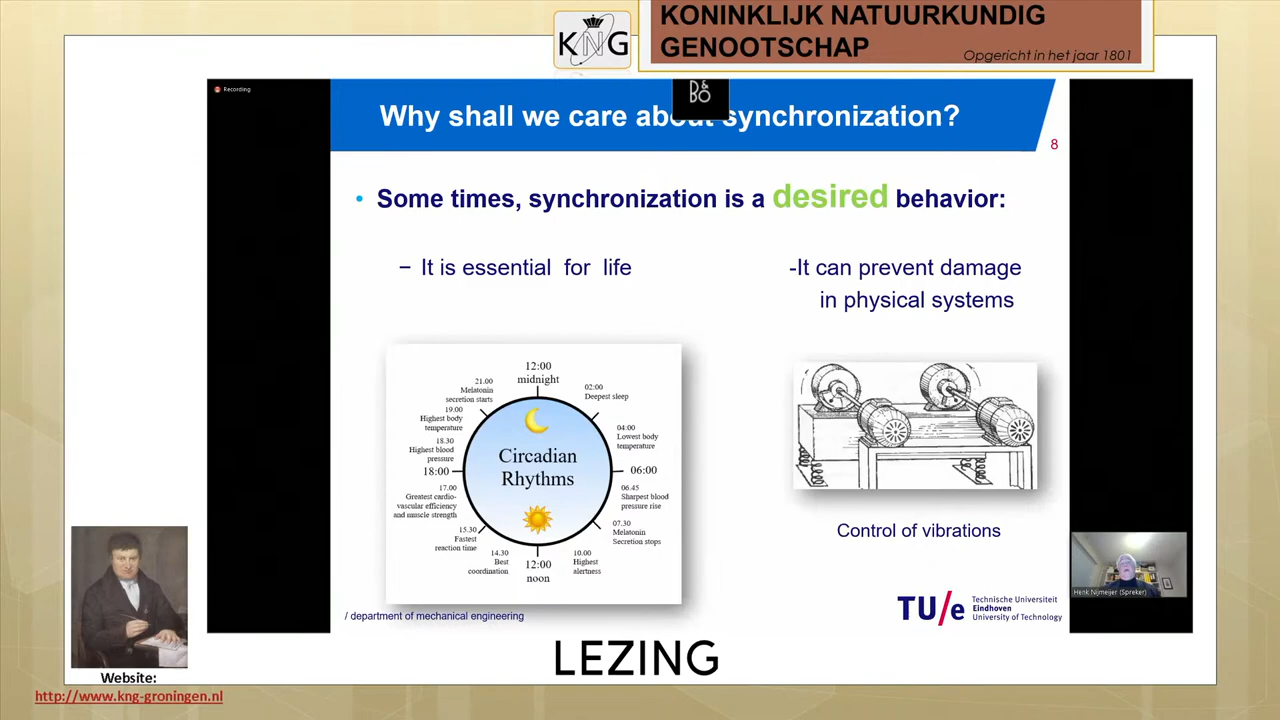 KNG
KONINKLIJK NATUURKUNDIG
GENOOTSCHAP
Opgericht in het jaar 1801
Recording
B&O
Why shall we care about synchronization?
8
• Some times, synchronization is a desired behavior:
– It is essential for life
-It can prevent damage
in physical systems
12:00
midnight
02:00
Deepest sleep
04:00
Lowest body
temperature
06:00
06.45
Sharpest blood
pressure rise
07.30
Melatonin
Secretion stops
10.00
Highest
alertness
12:00
noon
14.30
Best
coordination
15.30
Fastest
reaction time
17.00
Greatest cardio-
vascular efficiency
and muscle strength
18:00
18.30
Highest blood
pressure
19.00
Highest body
temperature
21.00
Melatonin
secretion starts
Circadian
Rhythms
Control of vibrations
/ department of mechanical engineering
TU/e
Technische Universiteit
Eindhoven
University of Technology
Henk Nijmeijer (Spreker)
LEZING
Website:
http://www.kng-groningen.nl